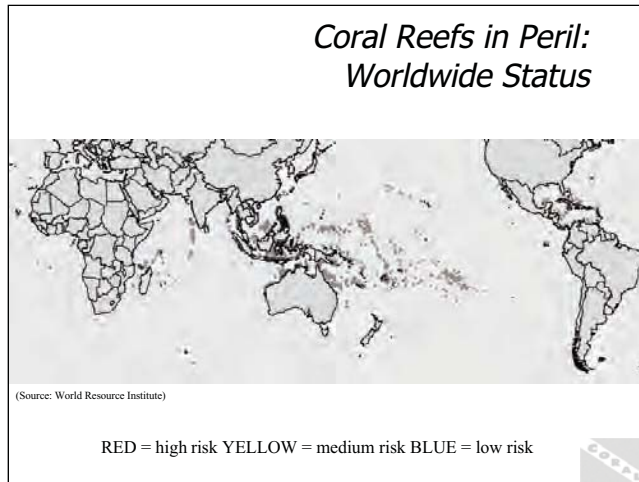 Coral Reefs in Peril:
Worldwide Status
(Source: World Resource Institute)
RED = high risk YELLOW = medium risk BLUE = low risk